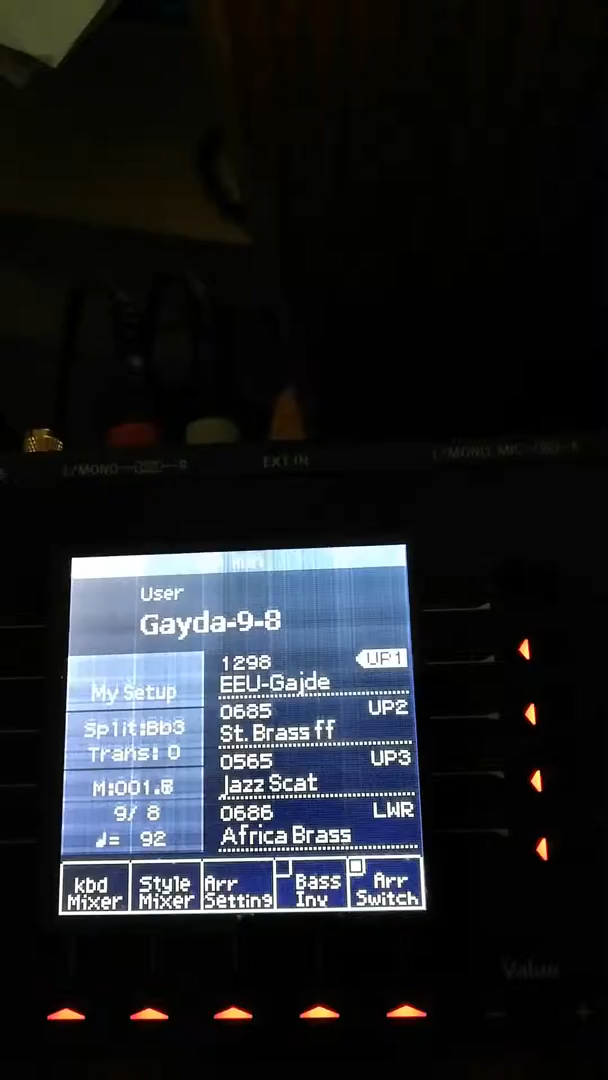 EXT IN
User
Gayda-9-8
My Setup
Split:Bb3
Trans: 0
9/ 8
♩= 92
1298 UP1
EEU-Gajde
0685 UP2
St. Brass ff
0565 UP3
Jazz Scat
0686 LWR
Africa Brass
kbd Mixer
Style Mixer
Arr Setting
Bass Inv
Arr Switch
Value
- +